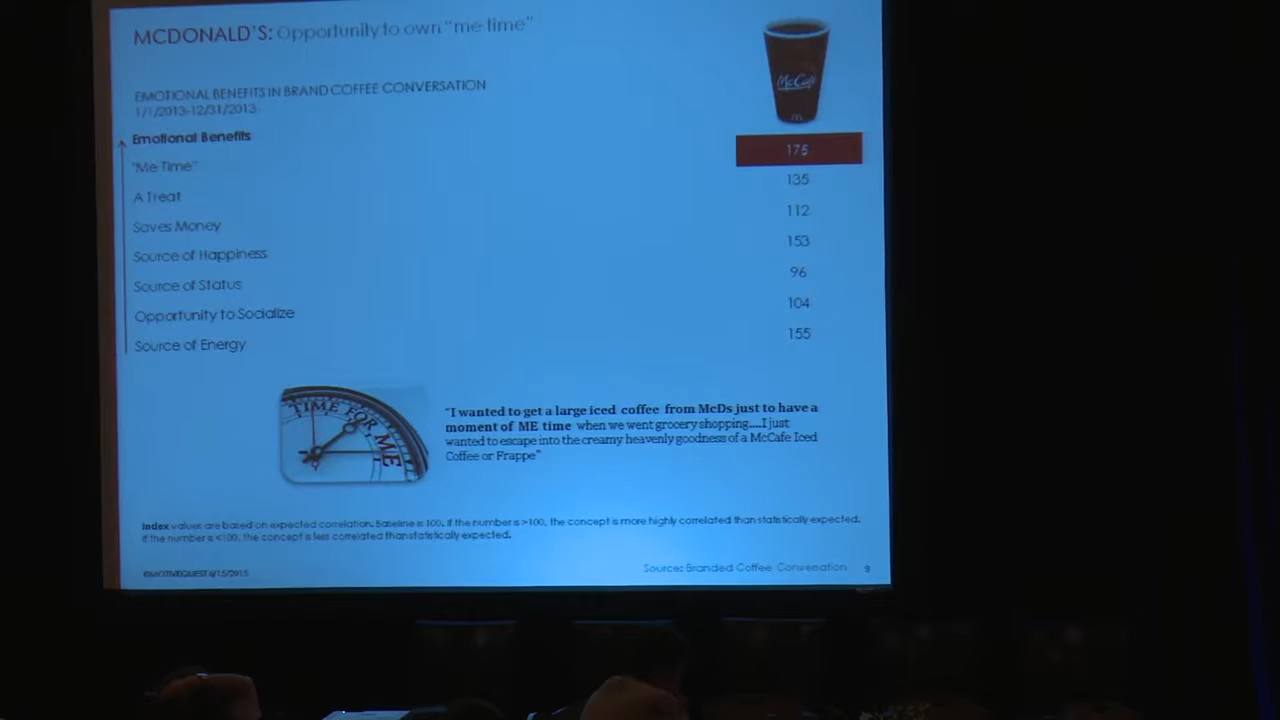 MCDONALD'S: Opportunity to own "me time"
McCafé
EMOTIONAL BENEFITS IN BRAND COFFEE CONVERSATION
1/1/2013-12/31/2013
Emotional Benefits
"Me Time" 175
A Treat 135
Saves Money 112
Source of Happiness 153
Source of Status 96
Opportunity to Socialize 104
Source of Energy 155
TIME FOR ME
"I wanted to get a large iced coffee from McDs just to have a
moment of ME time when we went grocery shopping....I just
wanted to escape into the creamy heavenly goodness of a McCafe Iced
Coffee or Frappe"
Index values are based on expected correlation. Baseline is 100. If the number is >100, the concept is more highly correlated than statistically expected.
If the number is <100, the concept is less correlated than statistically expected.
©MOTIVEQUEST 6/15/2015
Source: Branded Coffee Conversation 9